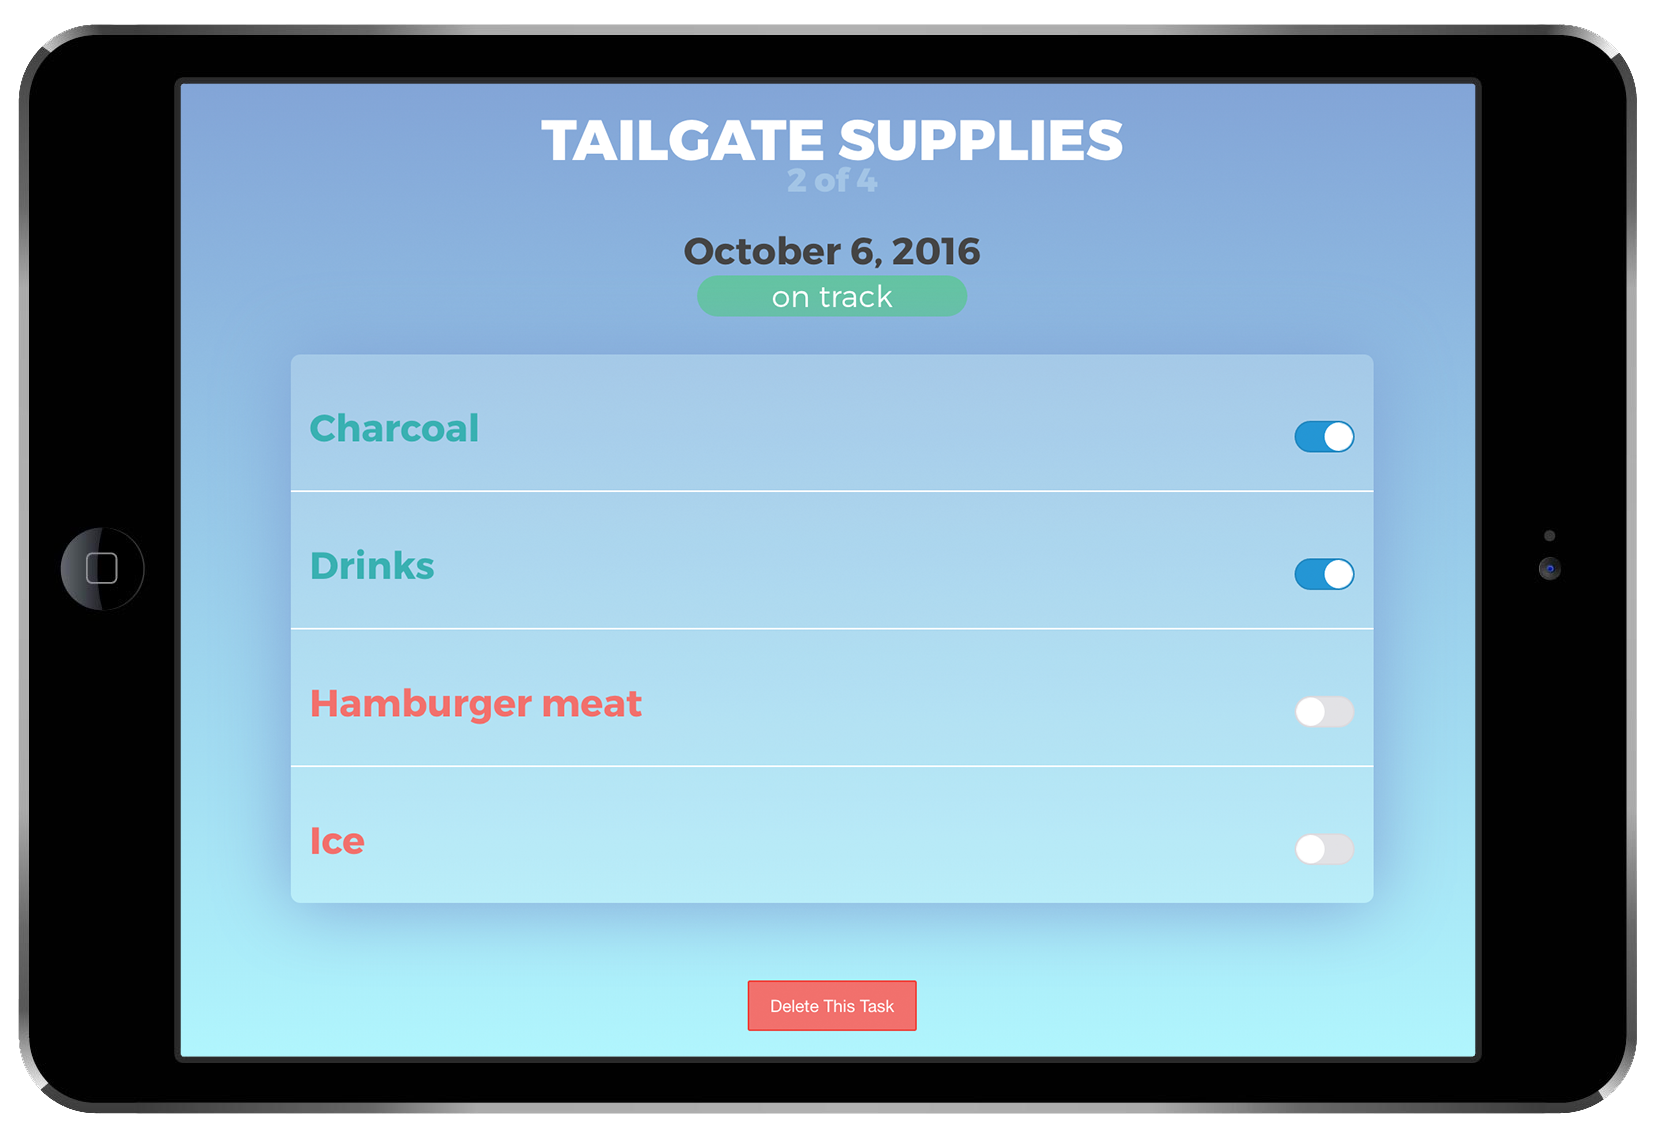 TAILGATE SUPPLIES
2 of 4
October 6, 2016
on track
Charcoal
Drinks
Hamburger meat
Ice
Delete This Task